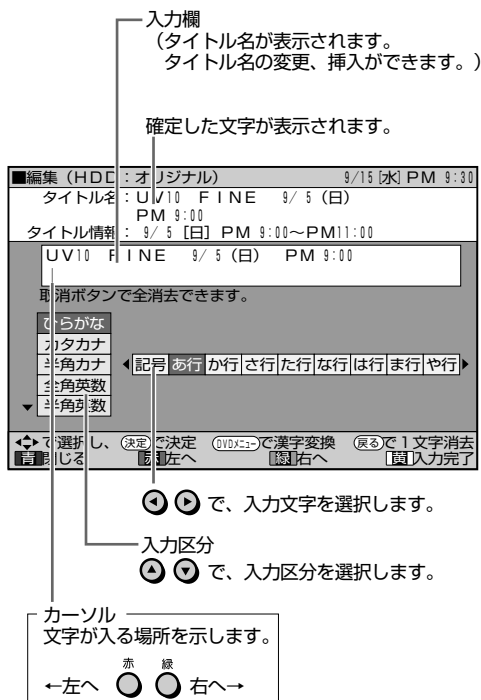 入力欄
（タイトル名が表示されます。
タイトル名の変更、挿入ができます。）
確定した文字が表示されます。
■編集（HDD：オリジナル） 9/15［水］PM 9:30
タイトル名：UV10 FINE 9/ 5（日）
PM 9:00
タイトル情報： 9/ 5［日］PM 9:00～PM11:00
UV10 FINE 9/ 5（日） PM 9:00
取消ボタンで全消去できます。
ひらがな
カタカナ
半角カナ
全角英数
半角英数
記号 あ行 か行 さ行 た行 な行 は行 ま行 や行
で選択し、 決定で決定 DVDメニューで漢字変換 戻るで1文字消去
青 閉じる 赤 左へ 緑 右へ 黄 入力完了
で、入力文字を選択します。
入力区分
で、入力区分を選択します。
カーソル
文字が入る場所を示します。
赤 緑
←左へ 右へ→